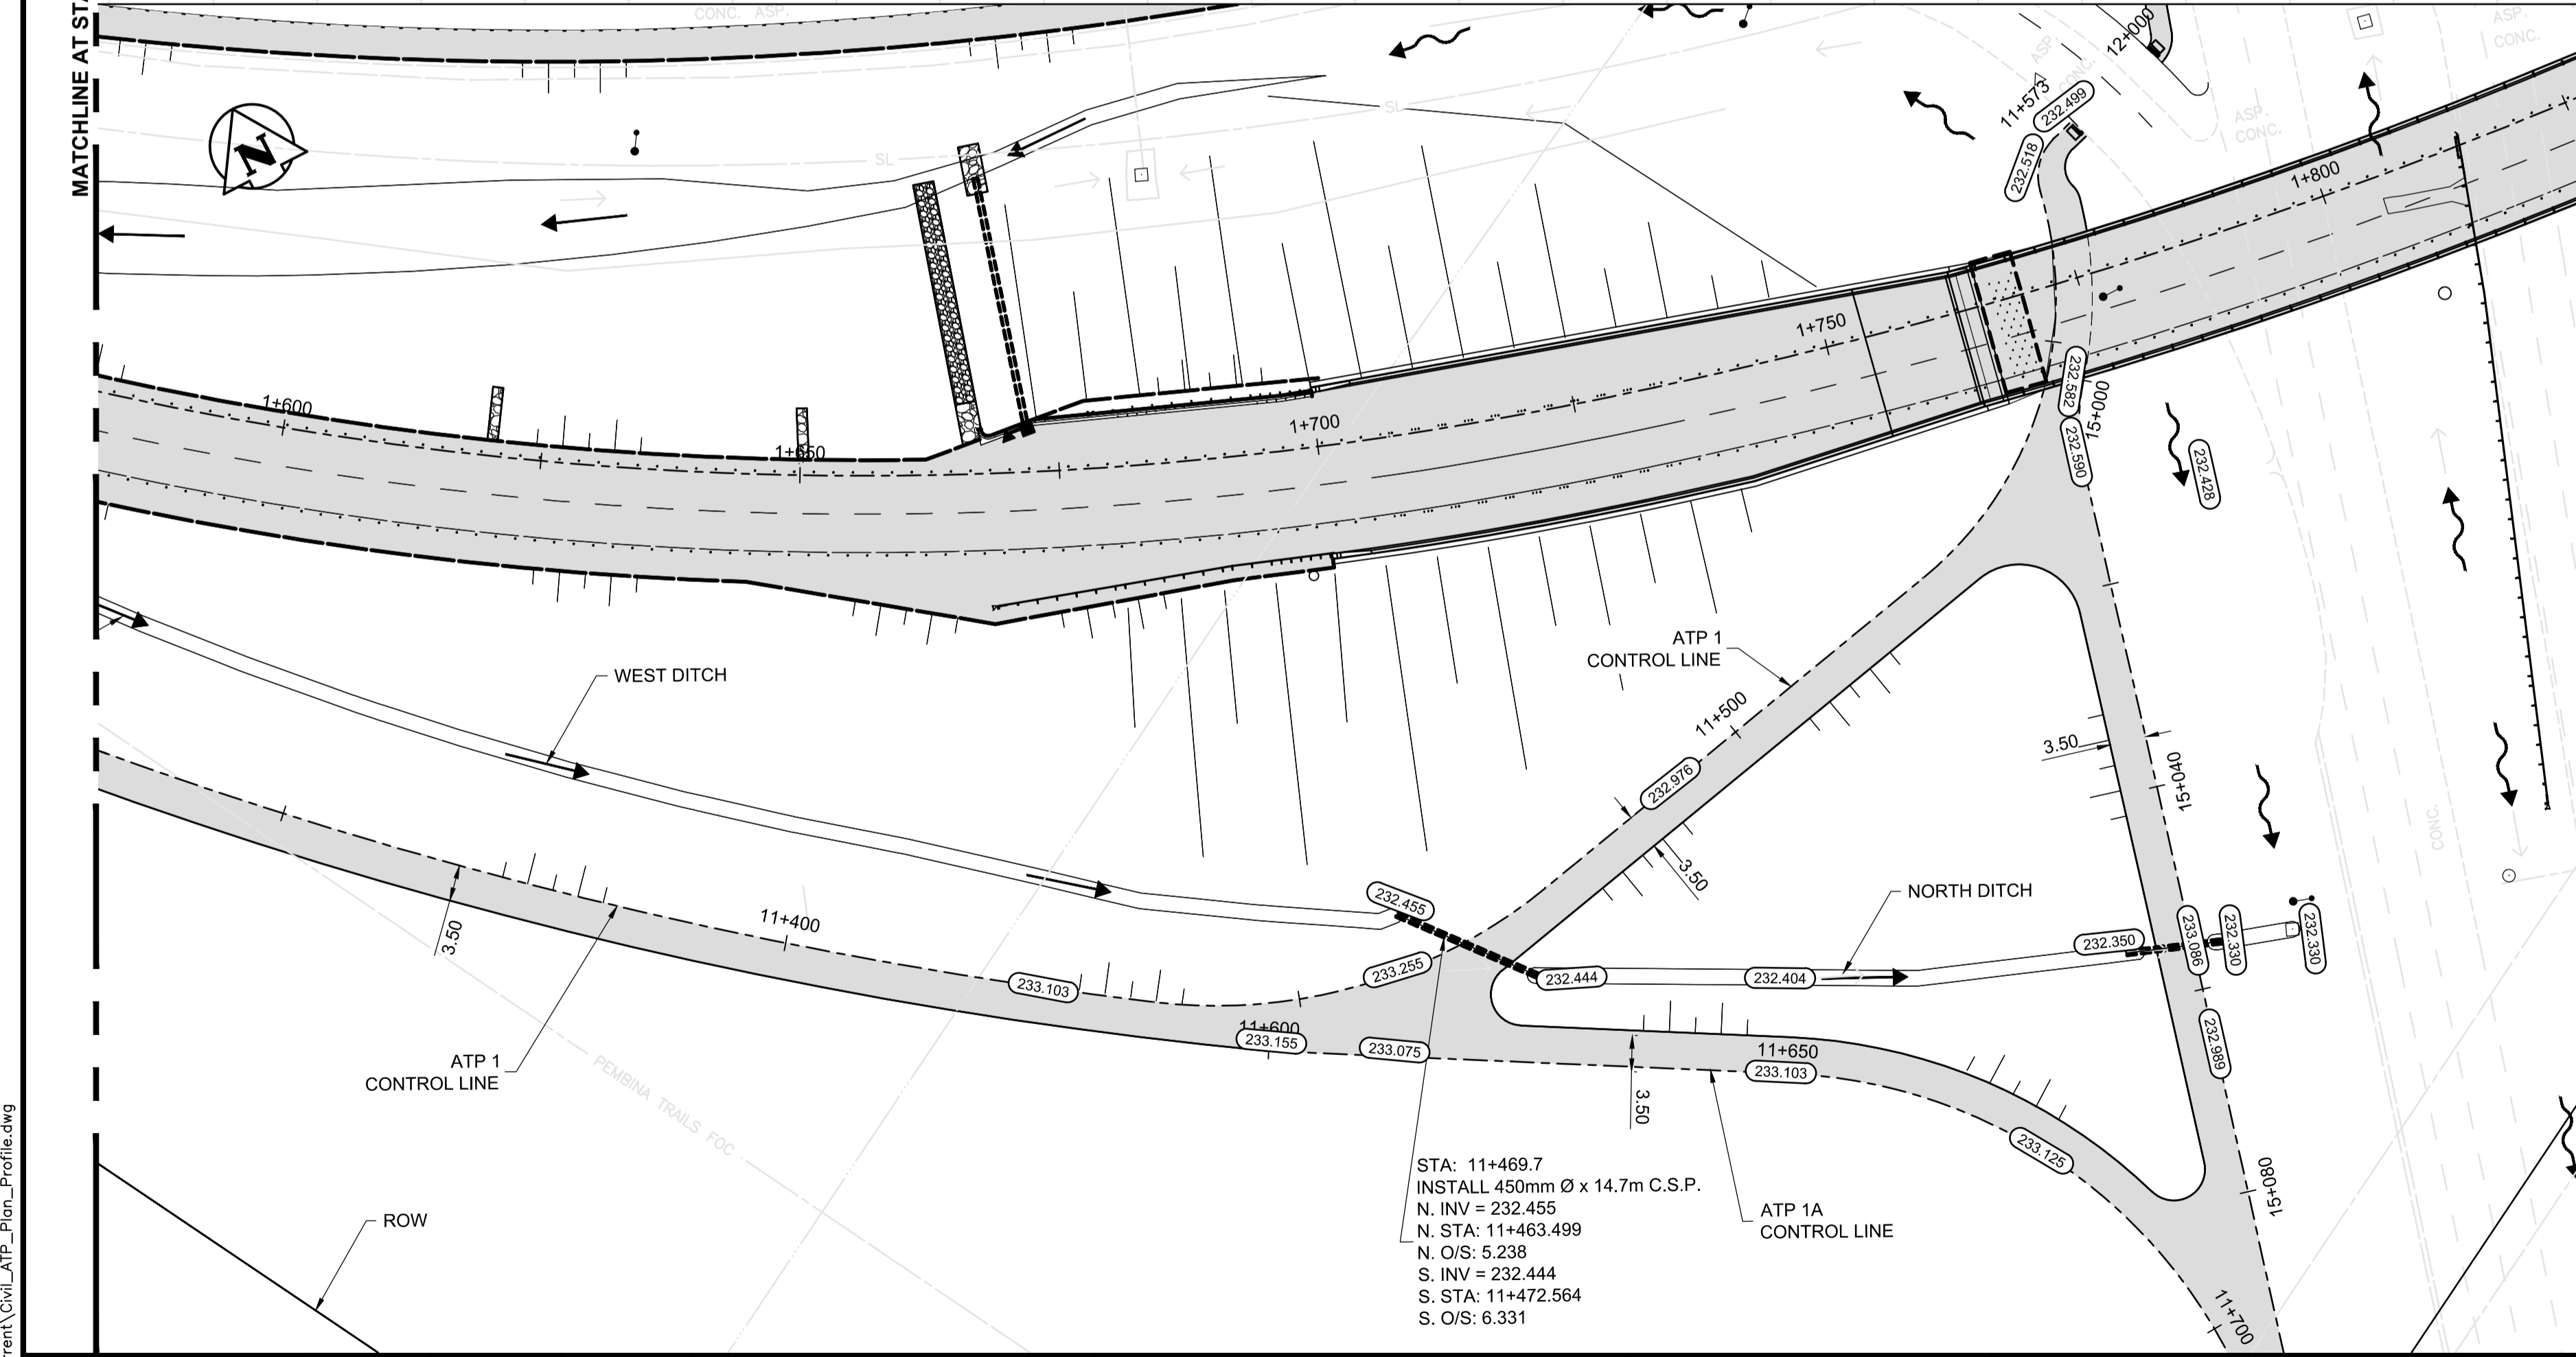 MATCHLINE AT STA
CONC. ASP.
N
SL
SL
ASP.
CONC.
ASP.
CONC.
ASP.
CONC.
12+000
11+573
232.499
232.518
1+800
1+750
1+700
1+650
1+600
232.582
15+000
232.590
232.428
ATP 1
CONTROL LINE
WEST DITCH
11+500
232.976
3.50
3.50
15+040
CONC.
232.455
NORTH DITCH
11+400
3.50
233.103
233.255
232.444
232.404
232.350
233.086
232.330
232.330
11+600
233.155
233.075
11+650
233.103
232.989
ATP 1
CONTROL LINE
PEMBINA TRAILS FOC
3.50
233.125
STA: 11+469.7
INSTALL 450mm Ø x 14.7m C.S.P.
N. INV = 232.455
N. STA: 11+463.499
N. O/S: 5.238
S. INV = 232.444
S. STA: 11+472.564
S. O/S: 6.331
ATP 1A
CONTROL LINE
15+080
11+700
ROW
rrent\Civil_ATP_Plan_Profile.dwg